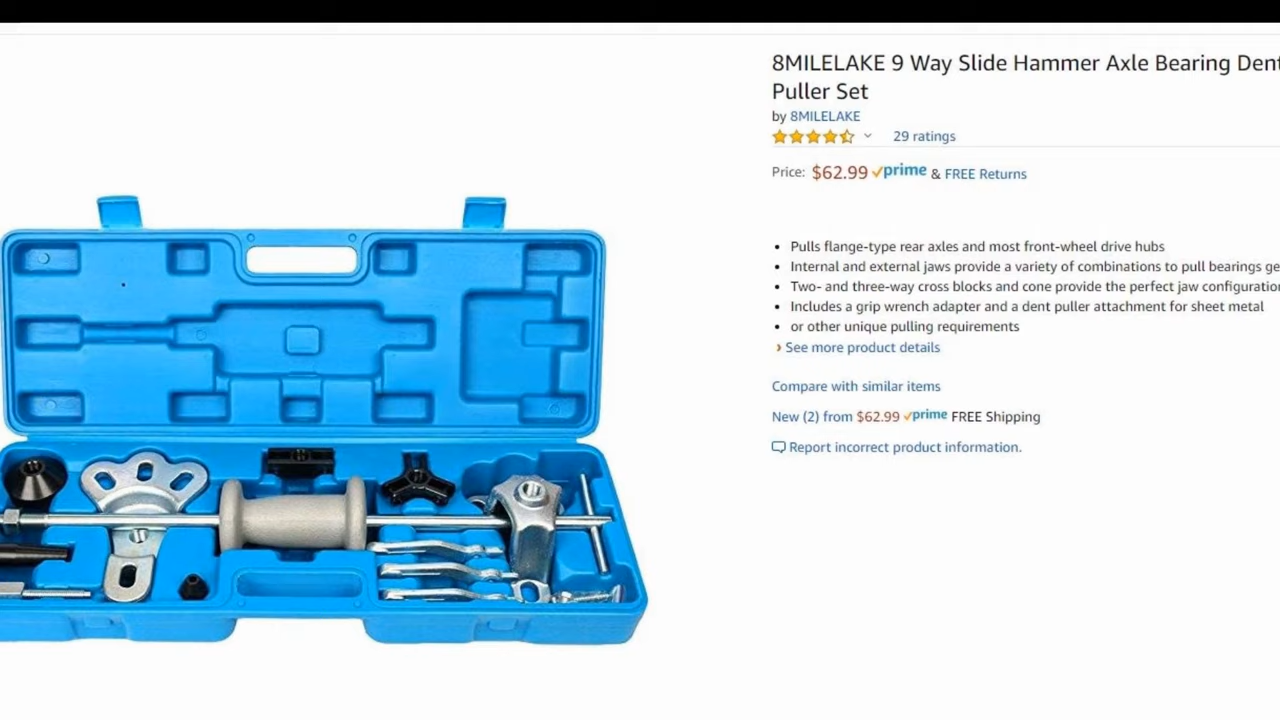 8MILELAKE 9 Way Slide Hammer Axle Bearing Dent
Puller Set
by 8MILELAKE
29 ratings
Price: $62.99 prime & FREE Returns
Pulls flange-type rear axles and most front-wheel drive hubs
Internal and external jaws provide a variety of combinations to pull bearings ge
Two- and three-way cross blocks and cone provide the perfect jaw configuration
Includes a grip wrench adapter and a dent puller attachment for sheet metal
or other unique pulling requirements
› See more product details
Compare with similar items
New (2) from $62.99 prime FREE Shipping
Report incorrect product information.